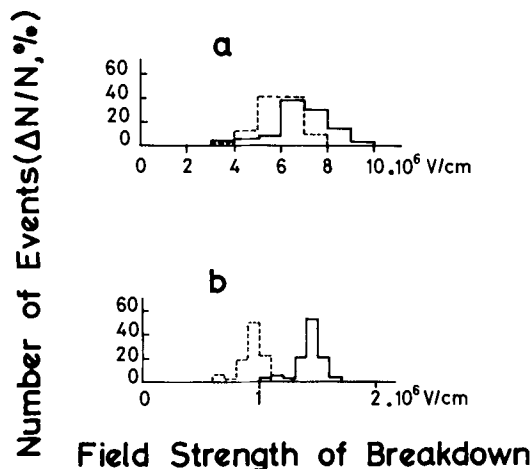 Number of Events(ΔN/N,%)
a
60
40
20
0
0 2 4 6 8 10.10⁶ V/cm
b
60
40
20
0
0 1 2.10⁶ V/cm
Field Strength of Breakdown